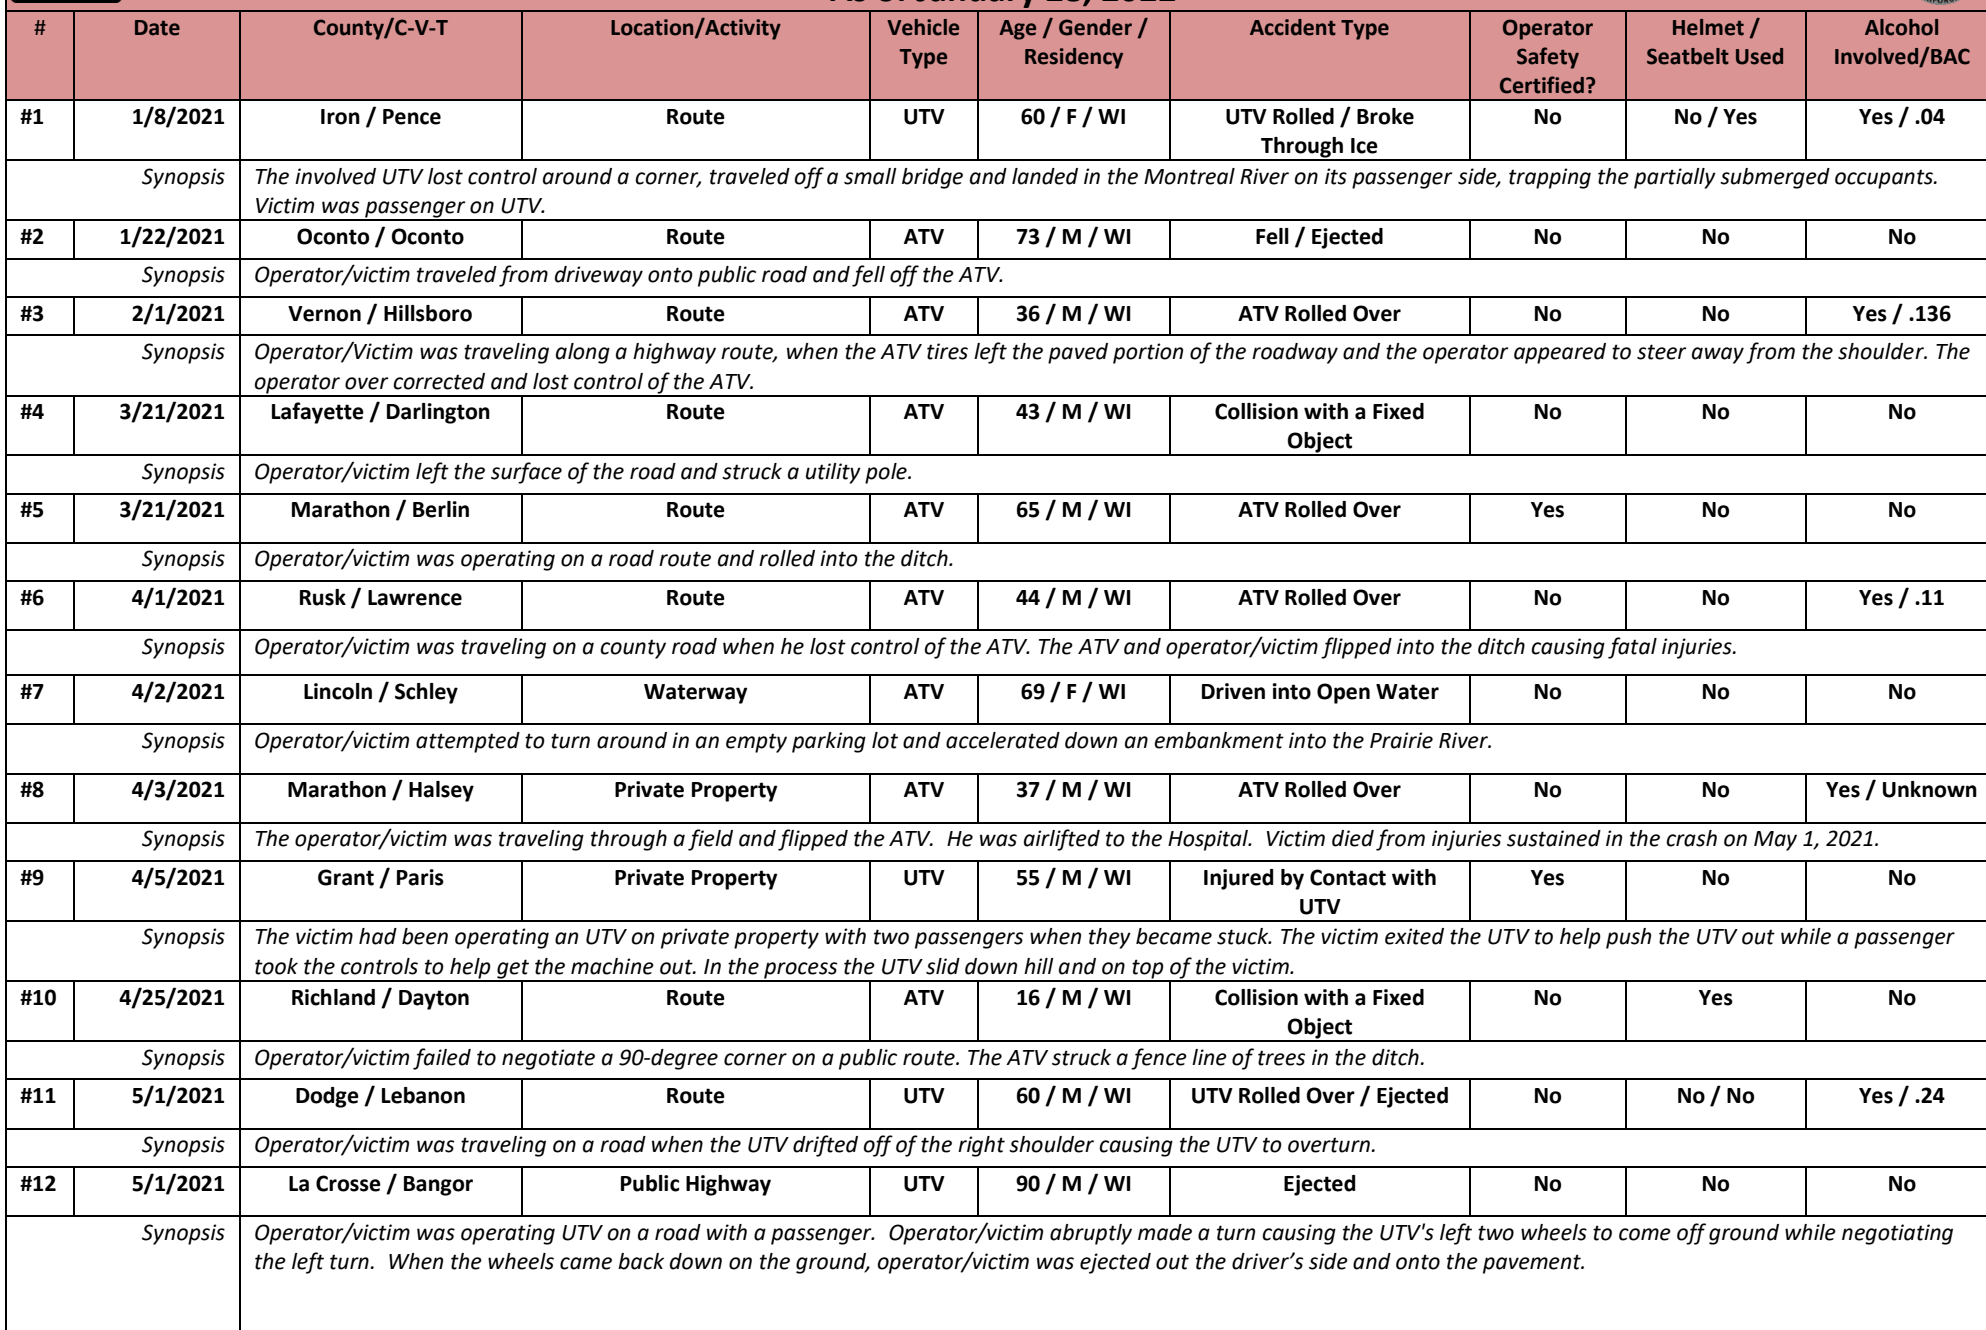 # Date County/C-V-T Location/Activity Vehicle Type Age / Gender / Residency Accident Type Operator Safety Certified? Helmet / Seatbelt Used Alcohol Involved/BAC
#1 1/8/2021 Iron / Pence Route UTV 60 / F / WI UTV Rolled / Broke Through Ice No No / Yes Yes / .04
Synopsis The involved UTV lost control around a corner, traveled off a small bridge and landed in the Montreal River on its passenger side, trapping the partially submerged occupants.
Victim was passenger on UTV.
#2 1/22/2021 Oconto / Oconto Route ATV 73 / M / WI Fell / Ejected No No No
Synopsis Operator/victim traveled from driveway onto public road and fell off the ATV.
#3 2/1/2021 Vernon / Hillsboro Route ATV 36 / M / WI ATV Rolled Over No No Yes / .136
Synopsis Operator/Victim was traveling along a highway route, when the ATV tires left the paved portion of the roadway and the operator appeared to steer away from the shoulder. The
operator over corrected and lost control of the ATV.
#4 3/21/2021 Lafayette / Darlington Route ATV 43 / M / WI Collision with a Fixed Object No No No
Synopsis Operator/victim left the surface of the road and struck a utility pole.
#5 3/21/2021 Marathon / Berlin Route ATV 65 / M / WI ATV Rolled Over Yes No No
Synopsis Operator/victim was operating on a road route and rolled into the ditch.
#6 4/1/2021 Rusk / Lawrence Route ATV 44 / M / WI ATV Rolled Over No No Yes / .11
Synopsis Operator/victim was traveling on a county road when he lost control of the ATV. The ATV and operator/victim flipped into the ditch causing fatal injuries.
#7 4/2/2021 Lincoln / Schley Waterway ATV 69 / F / WI Driven into Open Water No No No
Synopsis Operator/victim attempted to turn around in an empty parking lot and accelerated down an embankment into the Prairie River.
#8 4/3/2021 Marathon / Halsey Private Property ATV 37 / M / WI ATV Rolled Over No No Yes / Unknown
Synopsis The operator/victim was traveling through a field and flipped the ATV.  He was airlifted to the Hospital.  Victim died from injuries sustained in the crash on May 1, 2021.
#9 4/5/2021 Grant / Paris Private Property UTV 55 / M / WI Injured by Contact with UTV Yes No No
Synopsis The victim had been operating an UTV on private property with two passengers when they became stuck. The victim exited the UTV to help push the UTV out while a passenger
took the controls to help get the machine out. In the process the UTV slid down hill and on top of the victim.
#10 4/25/2021 Richland / Dayton Route ATV 16 / M / WI Collision with a Fixed Object No Yes No
Synopsis Operator/victim failed to negotiate a 90-degree corner on a public route. The ATV struck a fence line of trees in the ditch.
#11 5/1/2021 Dodge / Lebanon Route UTV 60 / M / WI UTV Rolled Over / Ejected No No / No Yes / .24
Synopsis Operator/victim was traveling on a road when the UTV drifted off of the right shoulder causing the UTV to overturn.
#12 5/1/2021 La Crosse / Bangor Public Highway UTV 90 / M / WI Ejected No No No
Synopsis Operator/victim was operating UTV on a road with a passenger.  Operator/victim abruptly made a turn causing the UTV's left two wheels to come off ground while negotiating
the left turn.  When the wheels came back down on the ground, operator/victim was ejected out the driver’s side and onto the pavement.